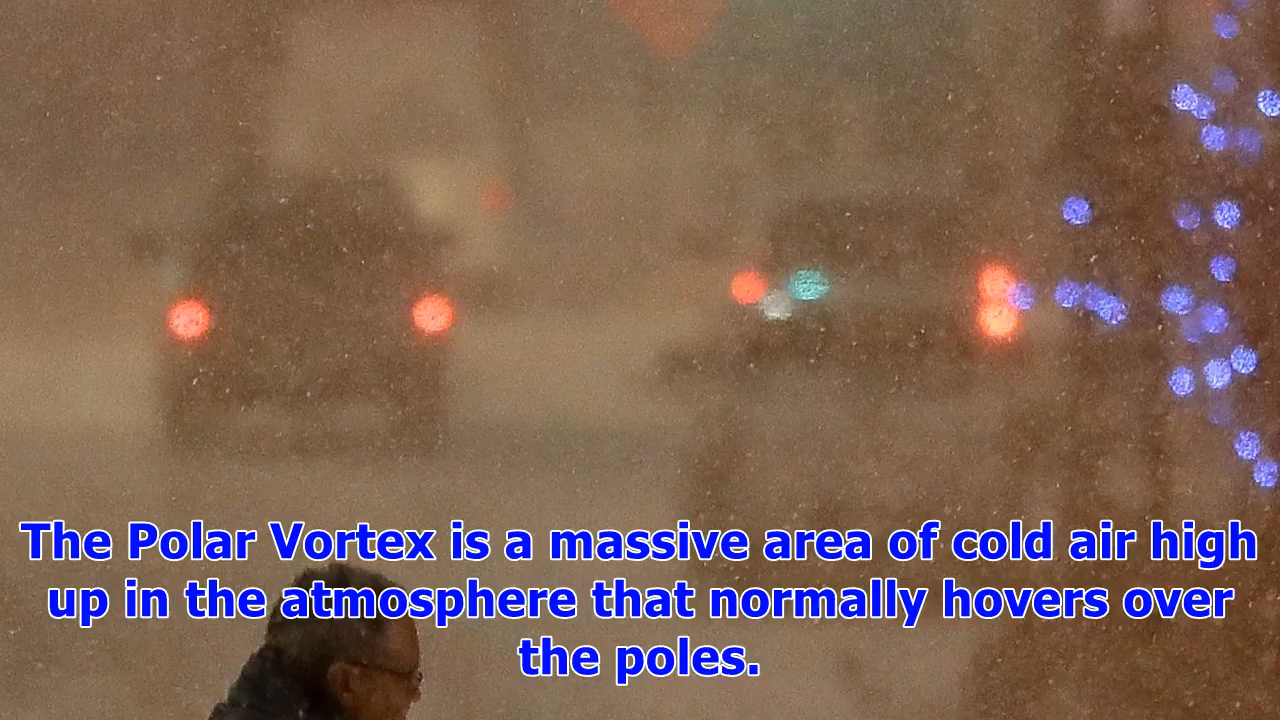 The Polar Vortex is a massive area of cold air high
up in the atmosphere that normally hovers over
the poles.